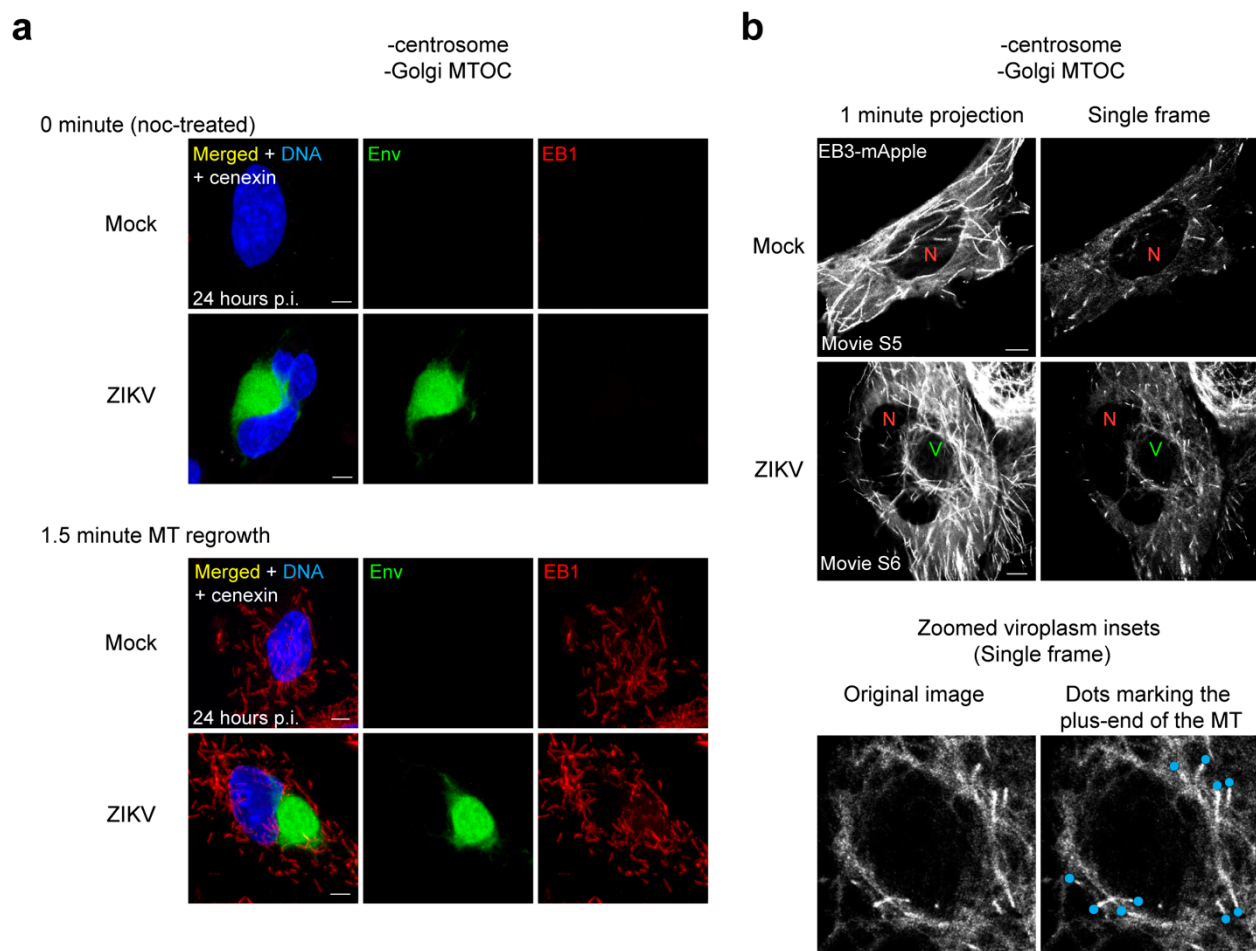 a
-centrosome
-Golgi MTOC
0 minute (noc-treated)
Merged + DNA
+ cenexin
Env
EB1
Mock
24 hours p.i.
ZIKV
1.5 minute MT regrowth
Merged + DNA
+ cenexin
Env
EB1
Mock
24 hours p.i.
ZIKV
b
-centrosome
-Golgi MTOC
1 minute projection
Single frame
EB3-mApple
Mock
N
N
Movie S5
ZIKV
N
V
N
V
Movie S6
Zoomed viroplasm insets
(Single frame)
Original image
Dots marking the
plus-end of the MT